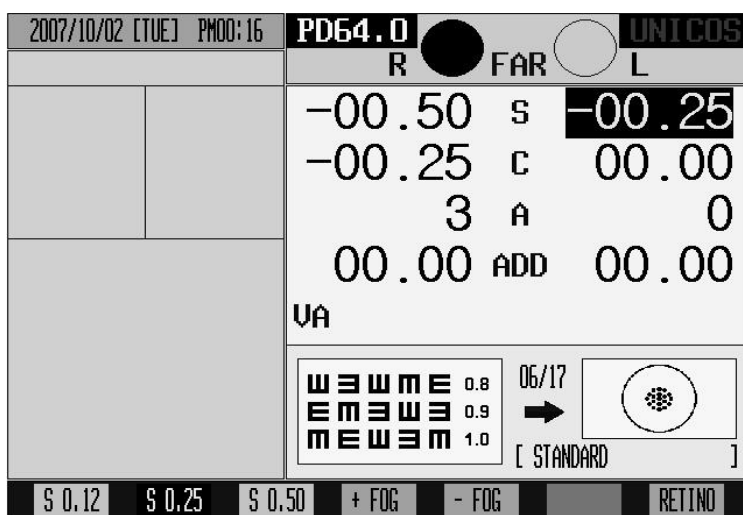 2007/10/02 [TUE] PM00:16
PD64.0 UNICOS
R FAR L
-00.50 S -00.25
-00.25 C 00.00
3 A 0
00.00 ADD 00.00
VA
0.8
0.9
1.0
06/17
[ STANDARD ]
S 0.12 S 0.25 S 0.50 + FOG - FOG RETINO